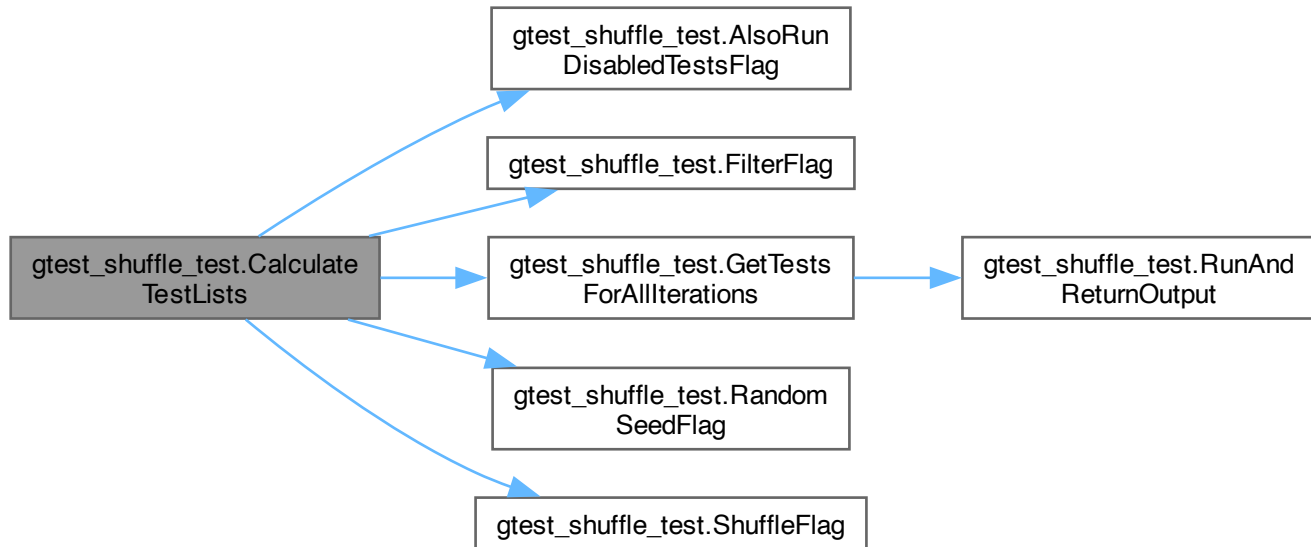 gtest_shuffle_test.AlsoRun
DisabledTestsFlag
gtest_shuffle_test.FilterFlag
gtest_shuffle_test.Calculate
TestLists
gtest_shuffle_test.GetTests
ForAllIterations
gtest_shuffle_test.RunAnd
ReturnOutput
gtest_shuffle_test.Random
SeedFlag
gtest_shuffle_test.ShuffleFlag